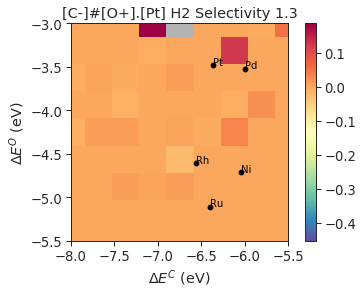 [C-]#[O+].[Pt] H2 Selectivity 1.3
−3.0
−3.5
−4.0
−4.5
−5.0
−5.5
ΔE^O (eV)
Pt
Pd
Rh
Ni
Ru
−8.0 −7.5 −7.0 −6.5 −6.0 −5.5
ΔE^C (eV)
0.1
0.0
−0.1
−0.2
−0.3
−0.4